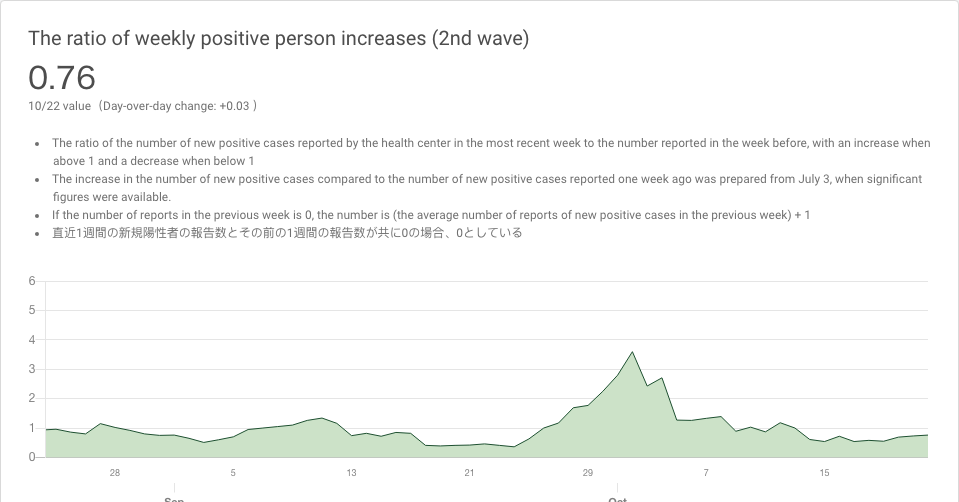 The ratio of weekly positive person increases (2nd wave)
0.76
10/22 value（Day-over-day change: +0.03 ）
• The ratio of the number of new positive cases reported by the health center in the most recent week to the number reported in the week before, with an increase when
above 1 and a decrease when below 1
• The increase in the number of new positive cases compared to the number of new positive cases reported one week ago was prepared from July 3, when significant
figures were available.
• If the number of reports in the previous week is 0, the number is (the average number of reports of new positive cases in the previous week) + 1
• 直近1週間の新規陽性者の報告数とその前の1週間の報告数が共に0の場合、0としている
6
5
4
3
2
1
0
28 5 13 21 29 7 15
Sep Oct